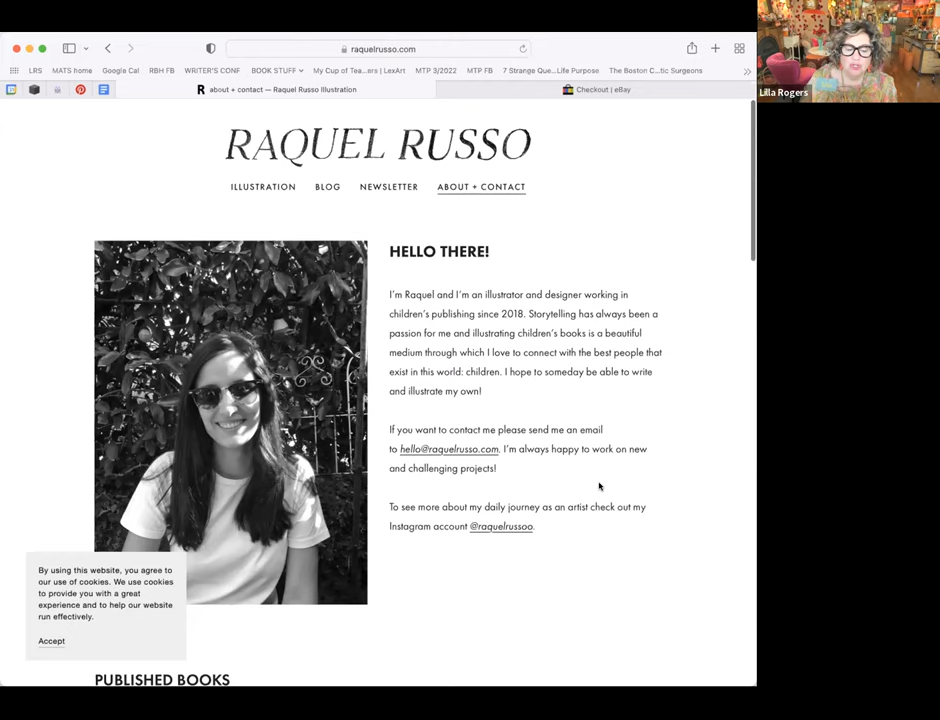 raquelrusso.com
LRS MATS home Google Cal RBH FB WRITER'S CONF BOOK STUFF My Cup of Tea...ers | LexArt MTP 3/2022 MTP FB 7 Strange Que...Life Purpose The Boston C...tic Surgeons
about + contact — Raquel Russo Illustration
Checkout | eBay
Lilla Rogers
RAQUEL RUSSO
ILLUSTRATION BLOG NEWSLETTER ABOUT + CONTACT
HELLO THERE!
I'm Raquel and I'm an illustrator and designer working in
children's publishing since 2018. Storytelling has always been a
passion for me and illustrating children's books is a beautiful
medium through which I love to connect with the best people that
exist in this world: children. I hope to someday be able to write
and illustrate my own!
If you want to contact me please send me an email
to hello@raquelrusso.com. I'm always happy to work on new
and challenging projects!
To see more about my daily journey as an artist check out my
Instagram account @raquelrussoo.
By using this website, you agree to
our use of cookies. We use cookies
to provide you with a great
experience and to help our website
run effectively.
Accept
PUBLISHED BOOKS